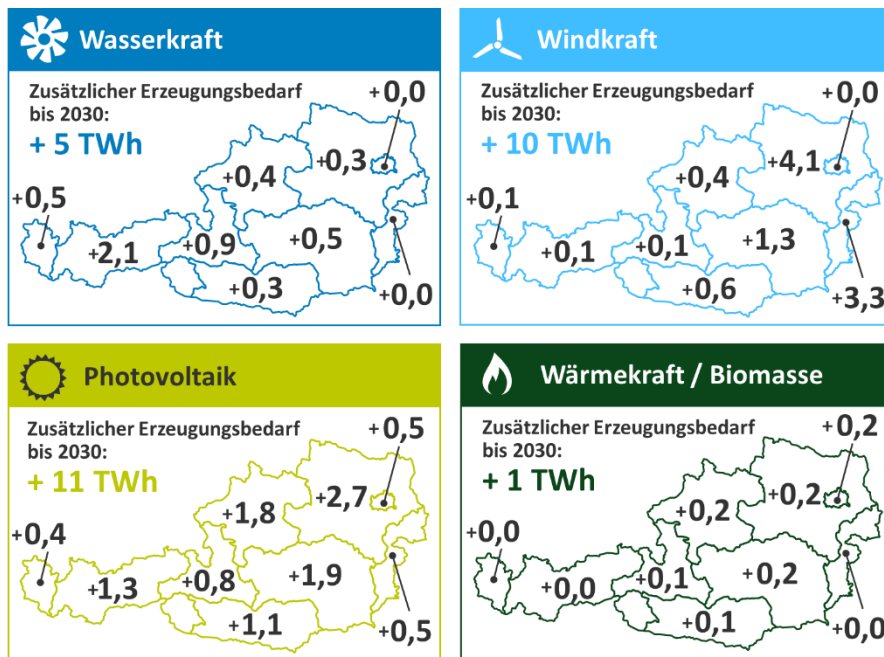 Wasserkraft
Zusätzlicher Erzeugungsbedarf
bis 2030:
+ 5 TWh
+0,0
+0,3
+0,4
+0,5
+2,1
+0,9
+0,5
+0,3
+0,0
Windkraft
Zusätzlicher Erzeugungsbedarf
bis 2030:
+ 10 TWh
+0,0
+4,1
+0,4
+0,1
+0,1
+0,1
+1,3
+0,6
+3,3
Photovoltaik
Zusätzlicher Erzeugungsbedarf
bis 2030:
+ 11 TWh
+0,5
+2,7
+1,8
+0,4
+1,3
+0,8
+1,9
+1,1
+0,5
Wärmekraft / Biomasse
Zusätzlicher Erzeugungsbedarf
bis 2030:
+ 1 TWh
+0,2
+0,2
+0,2
+0,0
+0,0
+0,1
+0,2
+0,1
+0,0